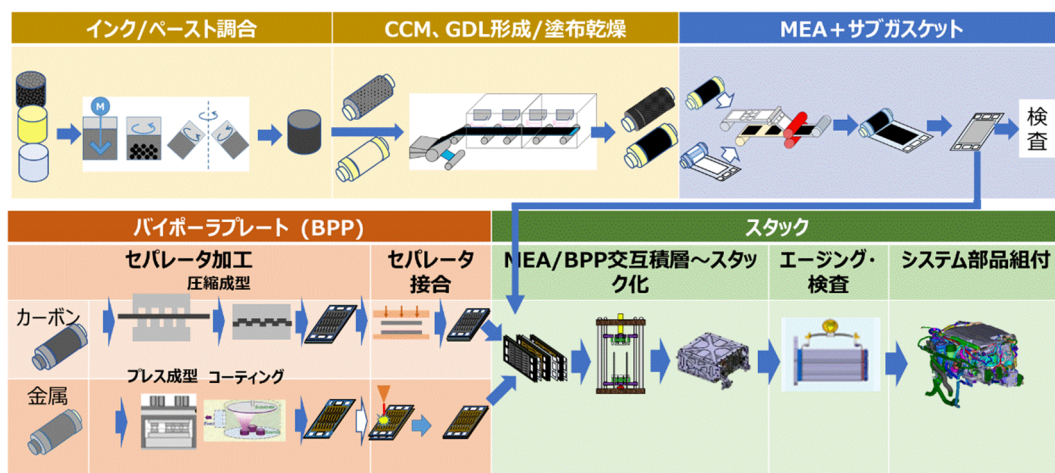 インク/ペースト調合
CCM、GDL形成/塗布乾燥
MEA＋サブガスケット
M
検
査
バイポーラプレート (BPP)
スタック
セパレータ加工
圧縮成型
セパレータ
接合
MEA/BPP交互積層～スタッ
ク化
エージング・
検査
システム部品組付
カーボン
プレス成型
コーティング
金属